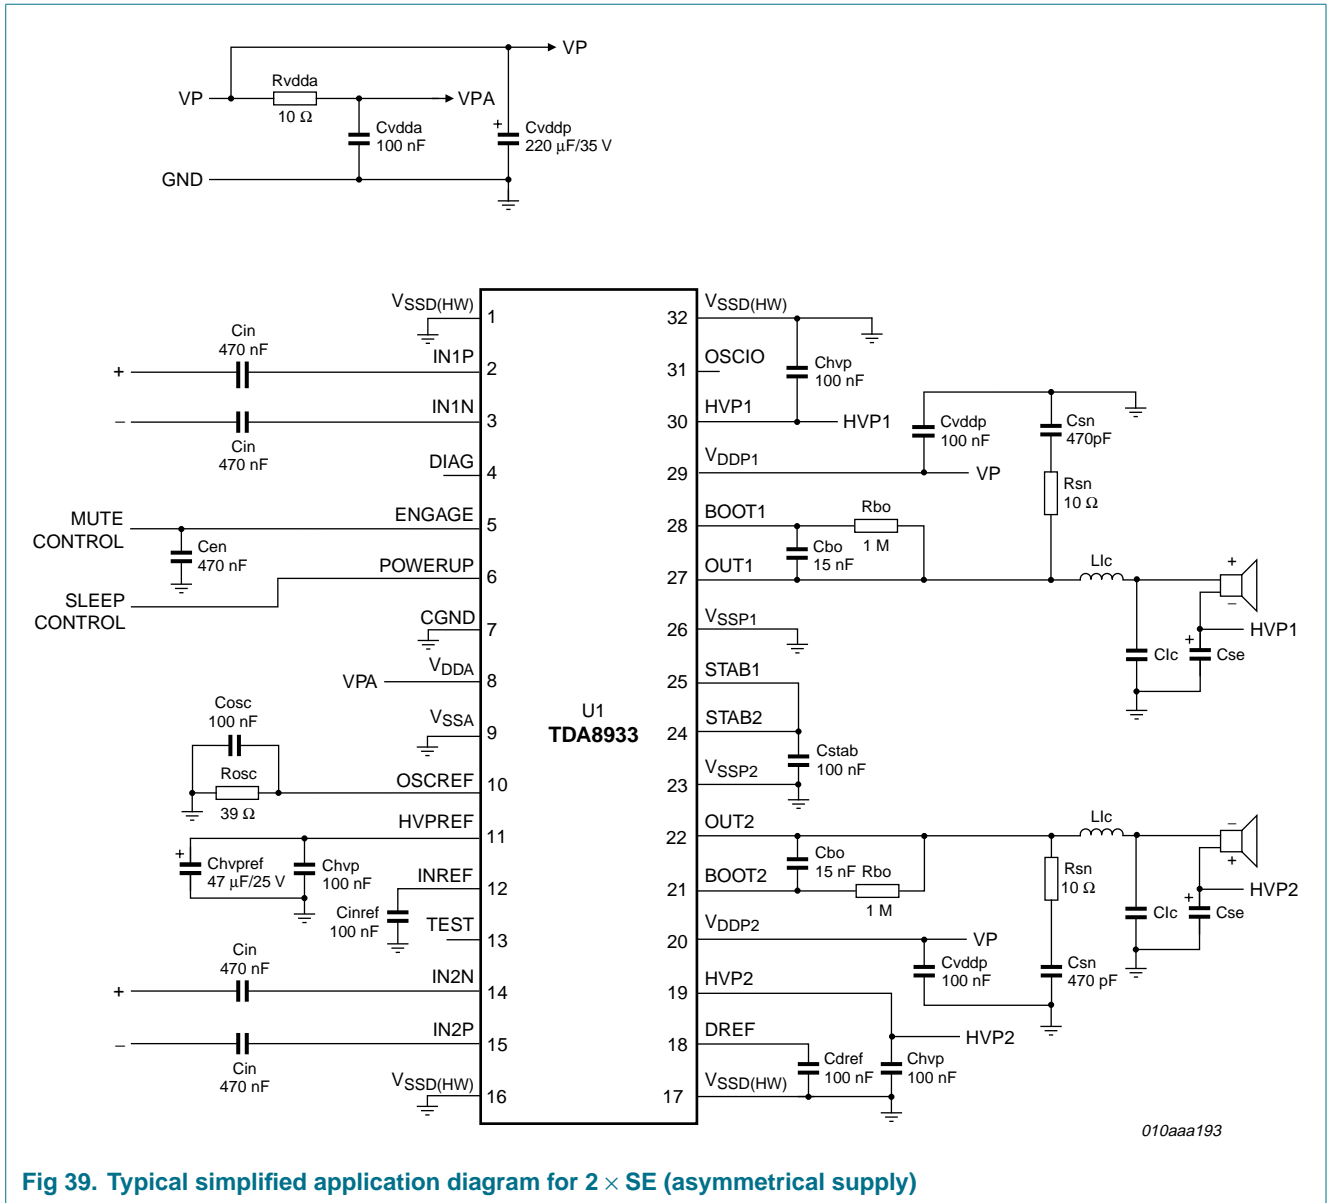 VP
Rvdda
VP
10 Ω
VPA
Cvdda
100 nF
+
Cvddp
220 μF/35 V
GND
VSSD(HW)
1
Cin
470 nF
+
IN1P
2
−
IN1N
3
Cin
470 nF
DIAG
4
MUTE
CONTROL
ENGAGE
5
Cen
470 nF
POWERUP
6
SLEEP
CONTROL
CGND
7
VPA
VDDA
8
Cosc
100 nF
VSSA
9
Rosc
39 Ω
OSCREF
10
HVPREF
11
+
Chvpref
47 μF/25 V
Chvp
100 nF
INREF
12
Cinref
100 nF
TEST
13
Cin
470 nF
+
IN2N
14
−
IN2P
15
Cin
470 nF
VSSD(HW)
16
U1
TDA8933
32
VSSD(HW)
31
OSCIO
Chvp
100 nF
30
HVP1
HVP1
29
VDDP1
Cvddp
100 nF
VP
Csn
470pF
Rsn
10 Ω
28
BOOT1
Rbo
1 M
Cbo
15 nF
27
OUT1
Llc
+
−
HVP1
Clc
+
Cse
26
VSSP1
25
STAB1
24
STAB2
Cstab
100 nF
23
VSSP2
22
OUT2
Llc
−
+
HVP2
Clc
+
Cse
Cbo
15 nF
Rbo
1 M
21
BOOT2
Rsn
10 Ω
20
VDDP2
VP
Cvddp
100 nF
Csn
470 pF
19
HVP2
HVP2
18
DREF
Cdref
100 nF
Chvp
100 nF
17
VSSD(HW)
010aaa193
Fig 39. Typical simplified application diagram for 2 × SE (asymmetrical supply)